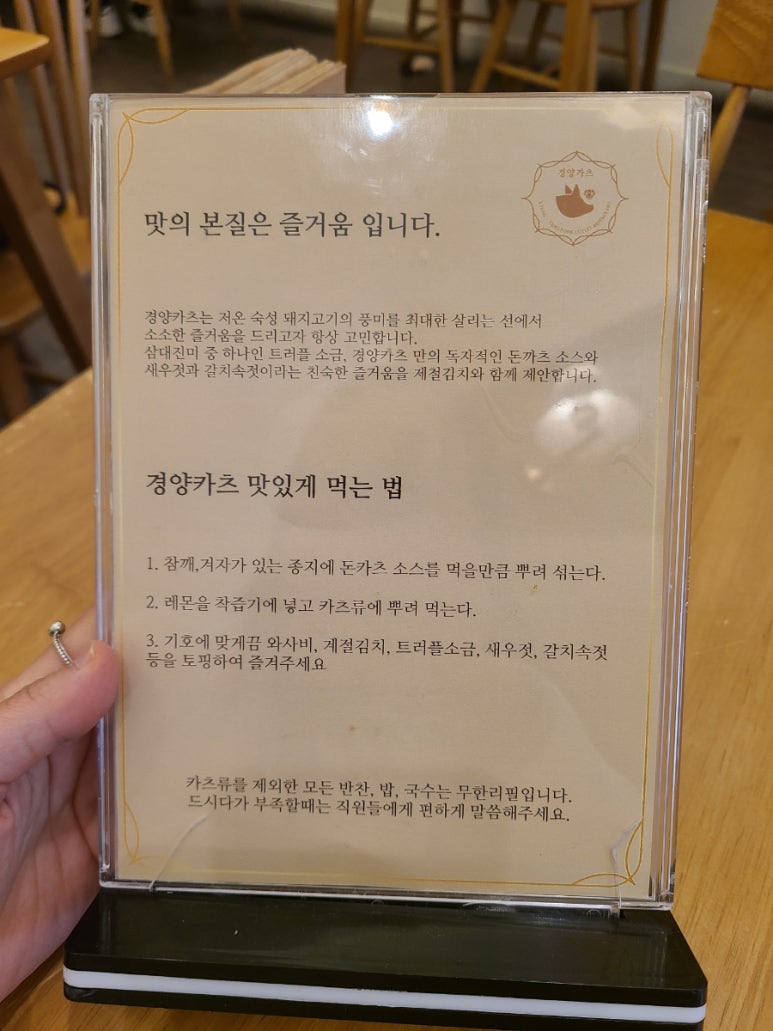 경양카츠
맛의 본질은 즐거움 입니다.
경양카츠는 저온 숙성 돼지고기의 풍미를 최대한 살리는 선에서
소소한 즐거움을 드리고자 항상 고민합니다.
삼대진미 중 하나인 트러플 소금, 경양카츠 만의 독자적인 돈까츠 소스와
새우젓과 갈치속젓이라는 친숙한 즐거움을 제철김치와 함께 제안합니다.
경양카츠 맛있게 먹는 법
1. 참깨,겨자가 있는 종지에 돈카츠 소스를 먹을만큼 뿌려 섞는다.
2. 레몬을 착즙기에 넣고 카츠류에 뿌려 먹는다.
3. 기호에 맞게끔 와사비, 계절김치, 트러플소금, 새우젓, 갈치속젓
등을 토핑하여 즐겨주세요
카츠류를 제외한 모든 반찬, 밥, 국수는 무한리필입니다.
드시다가 부족할때는 직원들에게 편하게 말씀해주세요.